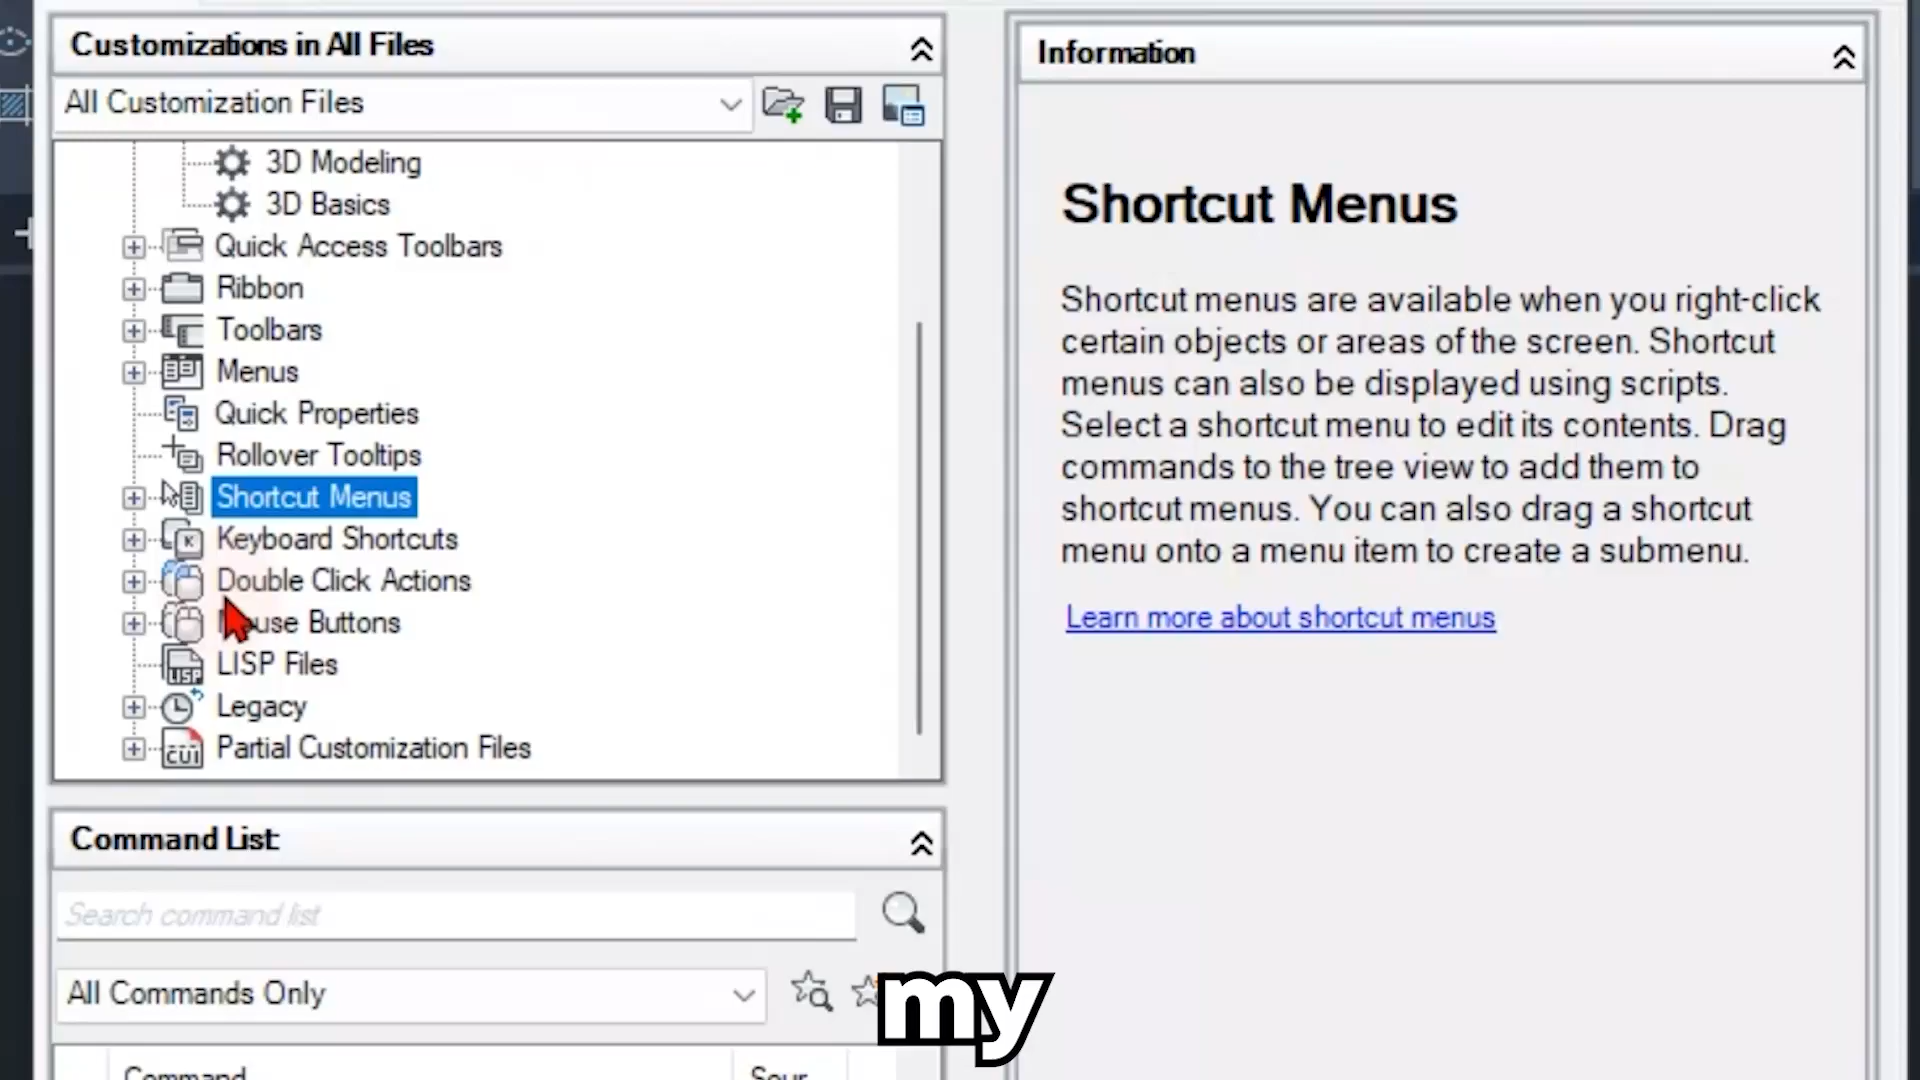 Customizations in All Files
All Customization Files
3D Modeling
3D Basics
Quick Access Toolbars
Ribbon
Toolbars
Menus
Quick Properties
Rollover Tooltips
Shortcut Menus
Keyboard Shortcuts
Double Click Actions
Mouse Buttons
LISP Files
Legacy
Partial Customization Files
Command List:
Search command list
All Commands Only
Command
Sour
Information
Shortcut Menus
Shortcut menus are available when you right-click
certain objects or areas of the screen. Shortcut
menus can also be displayed using scripts.
Select a shortcut menu to edit its contents. Drag
commands to the tree view to add them to
shortcut menus. You can also drag a shortcut
menu onto a menu item to create a submenu.
Learn more about shortcut menus
my